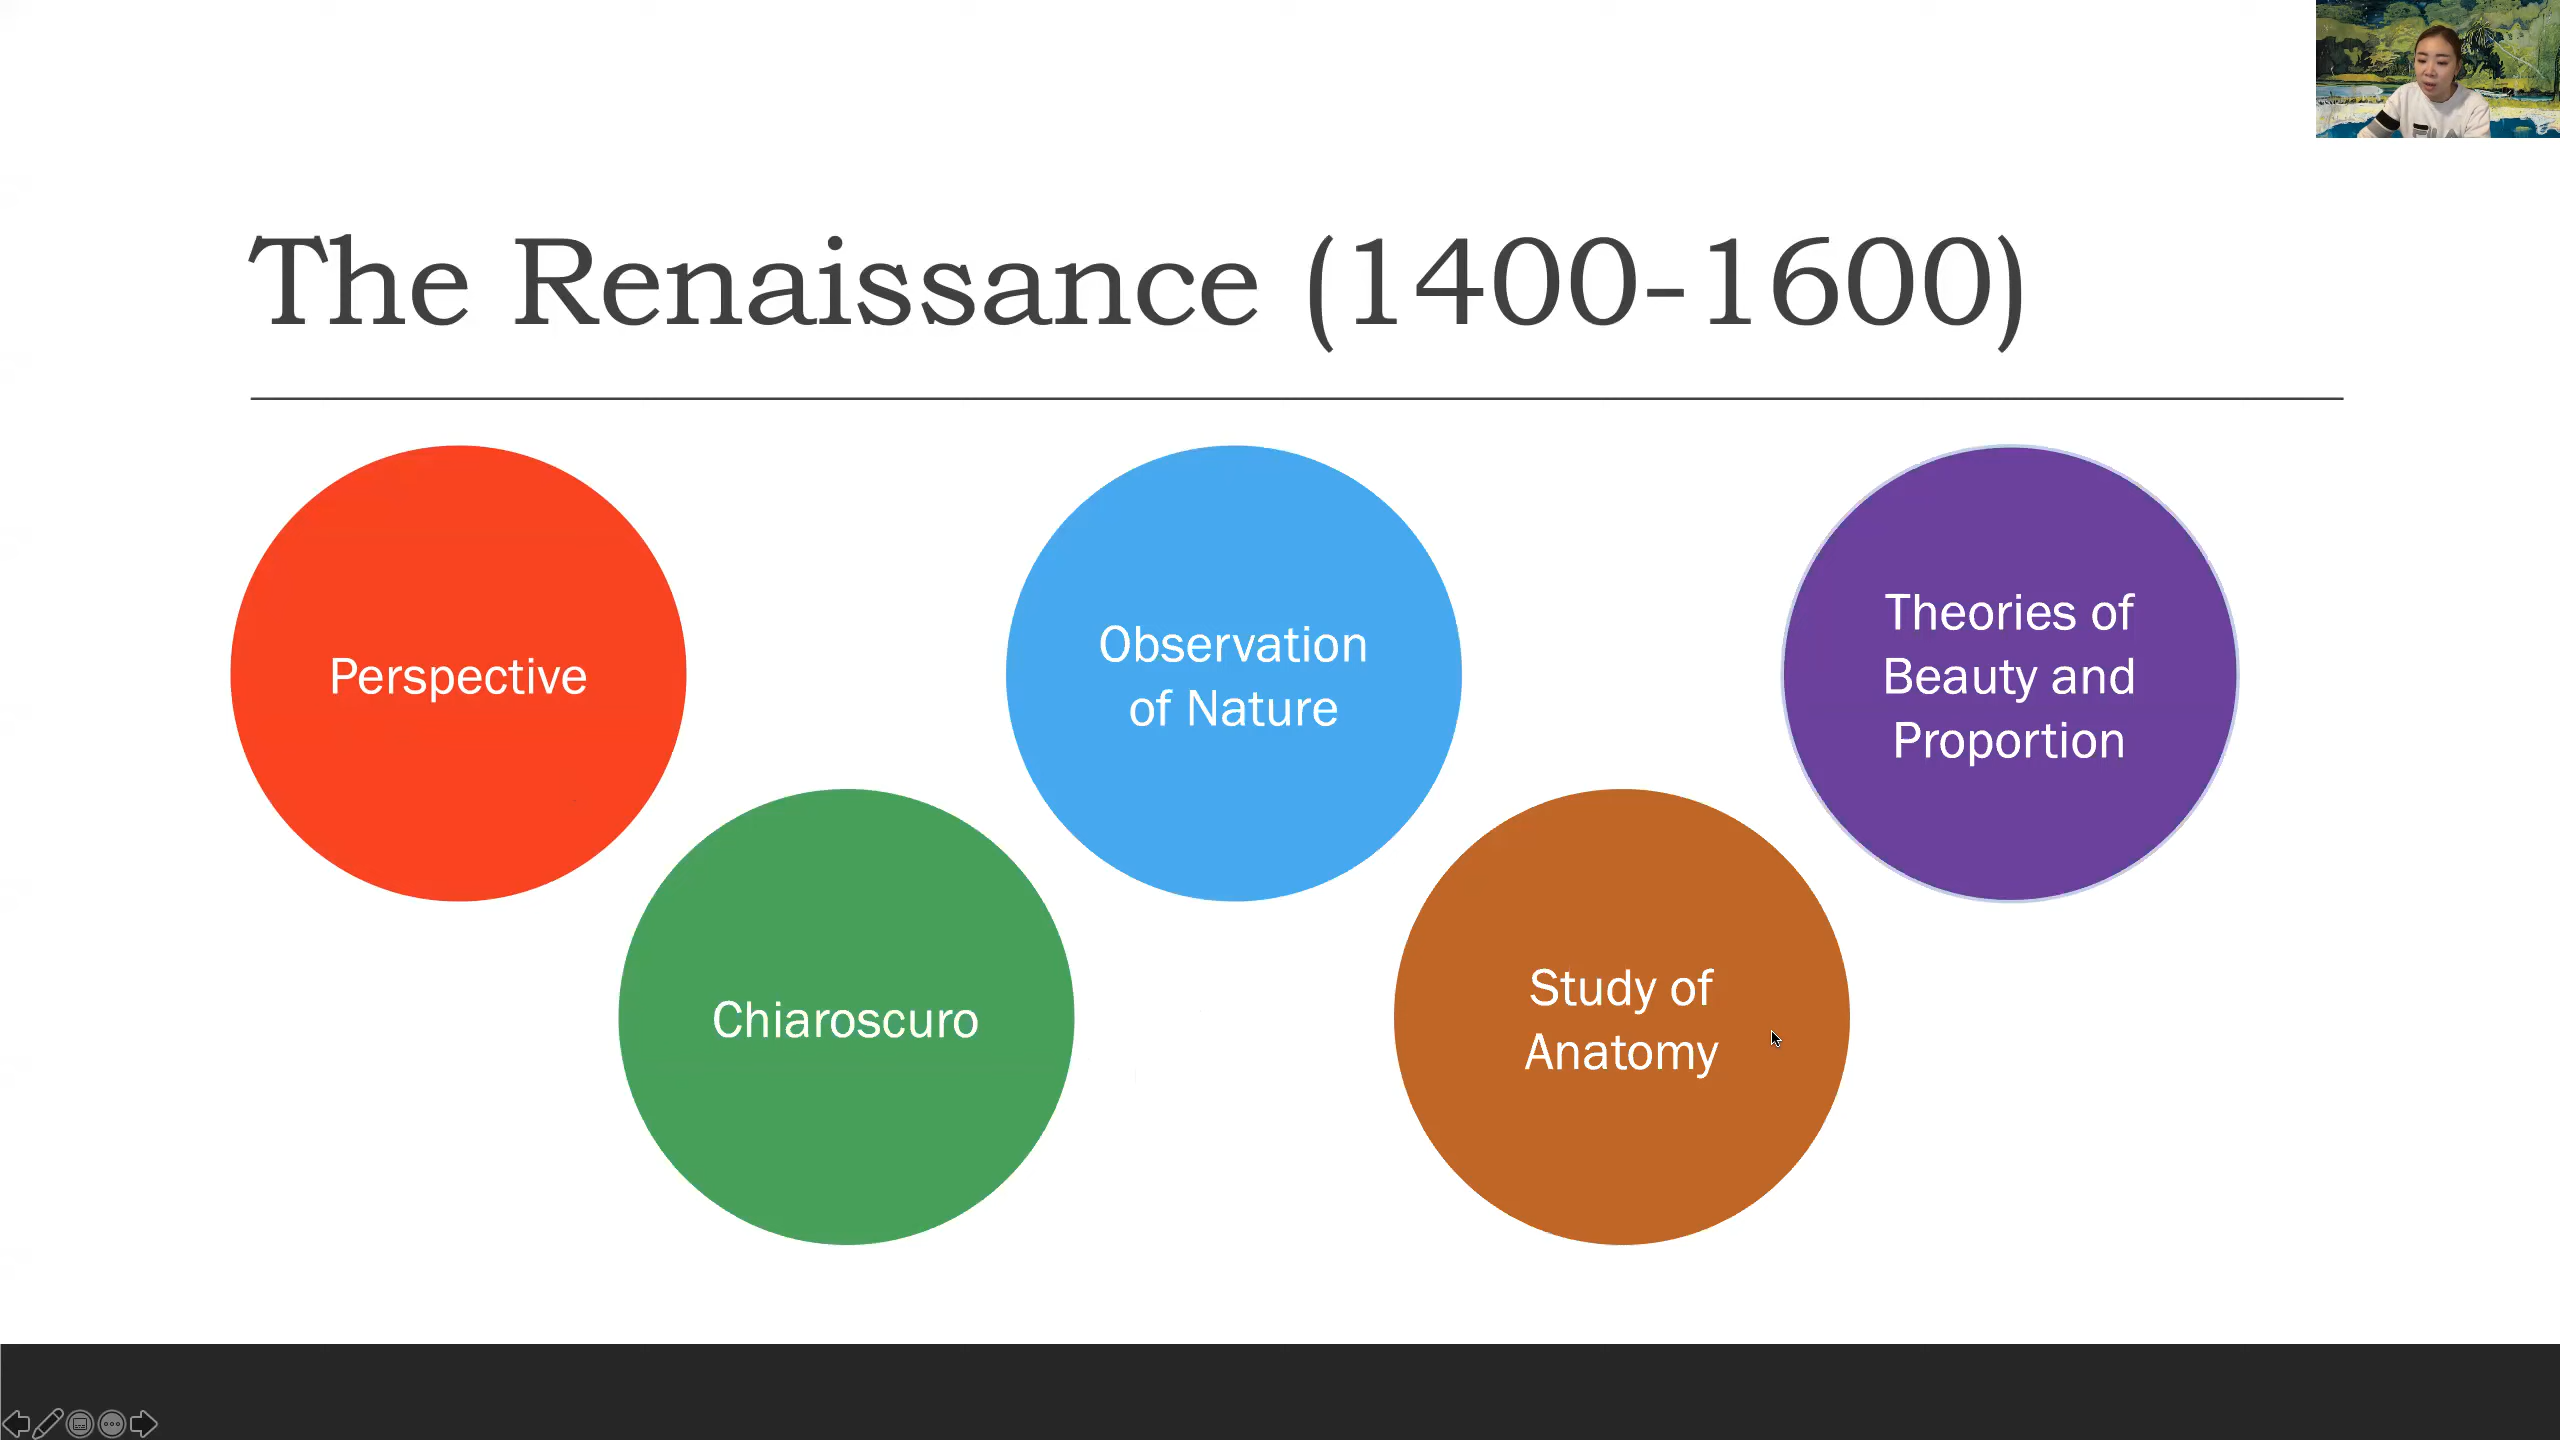 The Renaissance (1400-1600)
Perspective
Chiaroscuro
Observation
of Nature
Study of
Anatomy
Theories of
Beauty and
Proportion